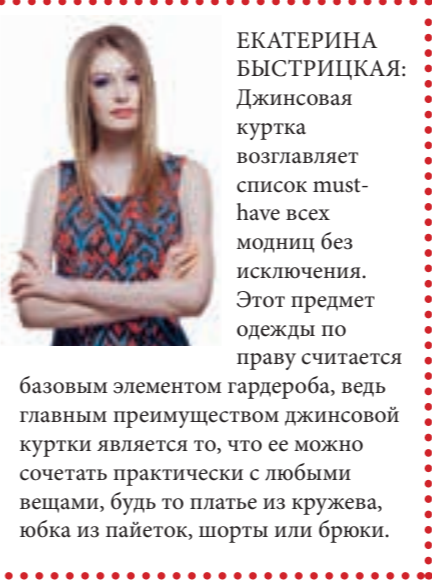 ЕКАТЕРИНА
БЫСТРИЦКАЯ:
Джинсовая
куртка
возглавляет
список must-
have всех
модниц без
исключения.
Этот предмет
одежды по
праву считается
базовым элементом гардероба, ведь
главным преимуществом джинсовой
куртки является то, что ее можно
сочетать практически с любыми
вещами, будь то платье из кружева,
юбка из пайеток, шорты или брюки.